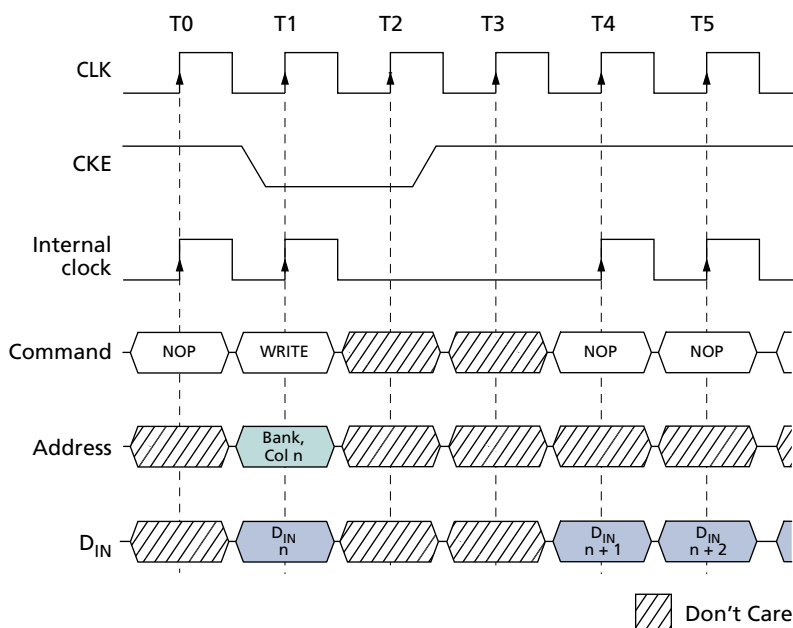 T0 T1 T2 T3 T4 T5
CLK
CKE
Internal
clock
Command NOP WRITE NOP NOP
Address Bank,
Col n
DIN DIN
n DIN
n + 1 DIN
n + 2
Don't Care